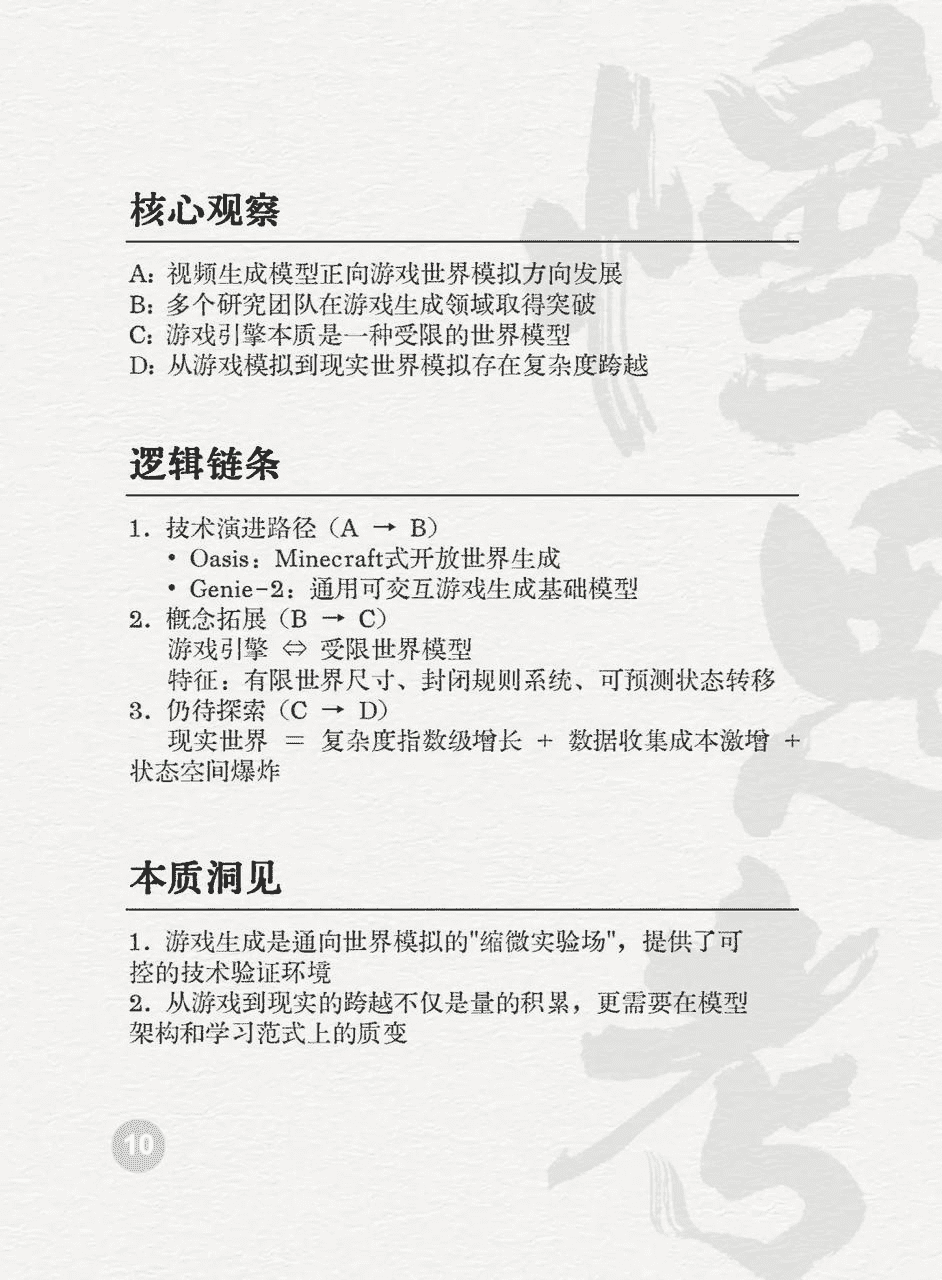 核心观察
A: 视频生成模型正向游戏世界模拟方向发展
B: 多个研究团队在游戏生成领域取得突破
C: 游戏引擎本质是一种受限的世界模型
D: 从游戏模拟到现实世界模拟存在复杂度跨越
逻辑链条
1. 技术演进路径（A → B）
• Oasis: Minecraft式开放世界生成
• Genie-2: 通用可交互游戏生成基础模型
2. 概念拓展（B → C）
游戏引擎 ⇔ 受限世界模型
特征: 有限世界尺寸、封闭规则系统、可预测状态转移
3. 仍待探索（C → D）
现实世界 = 复杂度指数级增长 + 数据收集成本激增 +
状态空间爆炸
本质洞见
1. 游戏生成是通向世界模拟的"缩微实验场"，提供了可
控的技术验证环境
2. 从游戏到现实的跨越不仅是量的积累，更需要在模型
架构和学习范式上的质变
10
慢思考